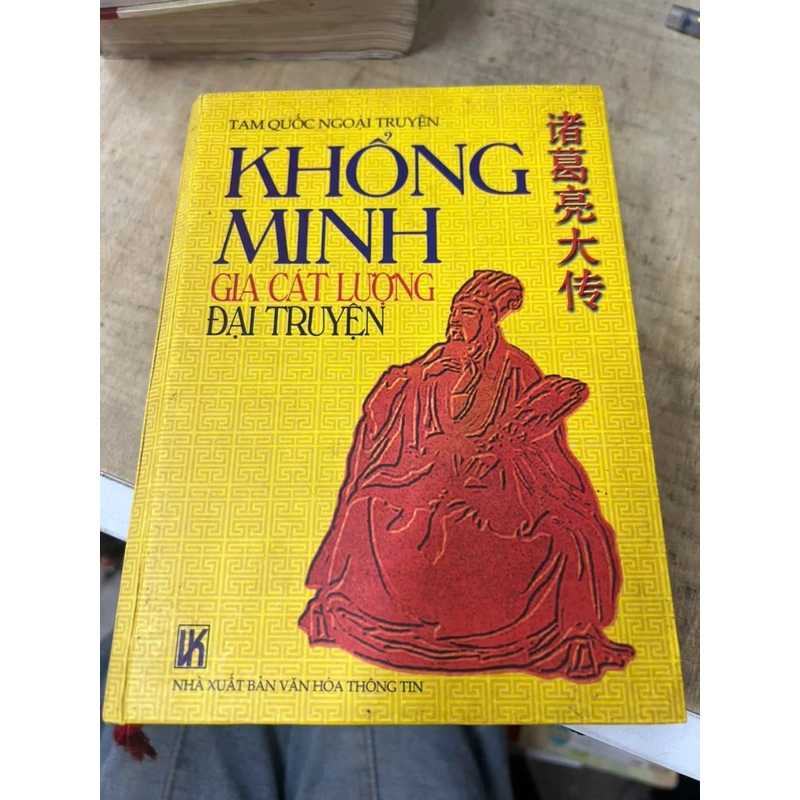 TAM QUỐC NGOẠI TRUYỆN
KHỔNG
MINH
GIA CÁT LƯỢNG
ĐẠI TRUYỆN
诸葛亮大传
VK
NHÀ XUẤT BẢN VĂN HÓA THÔNG TIN